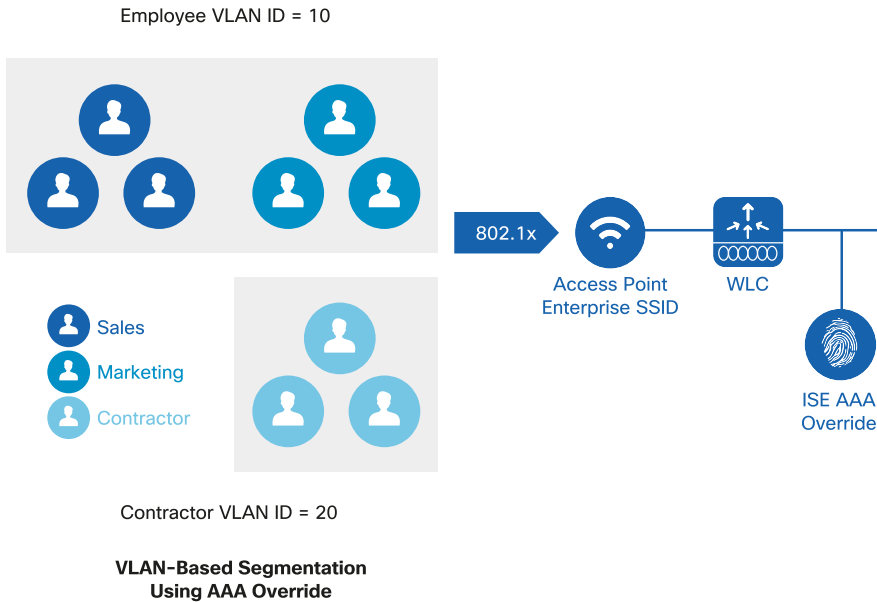 Employee VLAN ID = 10
802.1x
Access Point
Enterprise SSID
WLC
ISE AAA
Override
Sales
Marketing
Contractor
Contractor VLAN ID = 20
VLAN-Based Segmentation
Using AAA Override